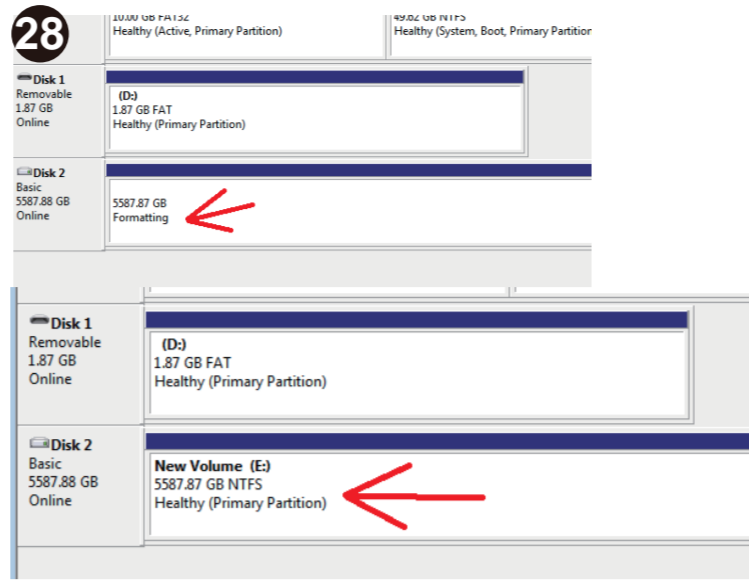 28
10.00 GB FAT32
Healthy (Active, Primary Partition)
49.62 GB NTFS
Healthy (System, Boot, Primary Partition
Disk 1
Removable
1.87 GB
Online
(D:)
1.87 GB FAT
Healthy (Primary Partition)
Disk 2
Basic
5587.88 GB
Online
5587.87 GB
Formatting
Disk 1
Removable
1.87 GB
Online
(D:)
1.87 GB FAT
Healthy (Primary Partition)
Disk 2
Basic
5587.88 GB
Online
New Volume (E:)
5587.87 GB NTFS
Healthy (Primary Partition)